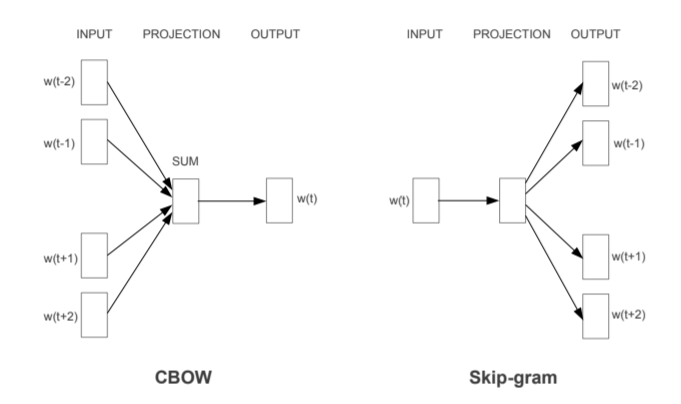 INPUT PROJECTION OUTPUT
w(t-2)
w(t-1)
SUM
w(t)
w(t+1)
w(t+2)
CBOW
INPUT PROJECTION OUTPUT
w(t-2)
w(t-1)
w(t)
w(t+1)
w(t+2)
Skip-gram